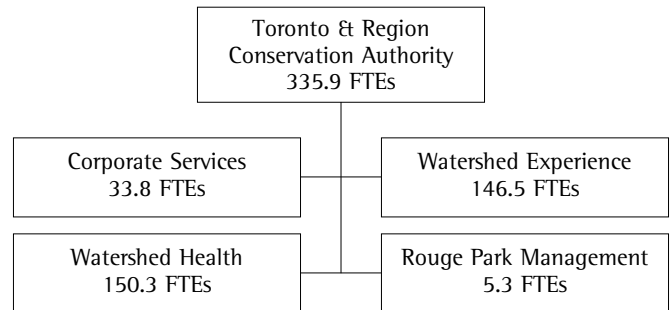 Toronto & Region
Conservation Authority
335.9 FTEs
Corporate Services
33.8 FTEs
Watershed Experience
146.5 FTEs
Watershed Health
150.3 FTEs
Rouge Park Management
5.3 FTEs